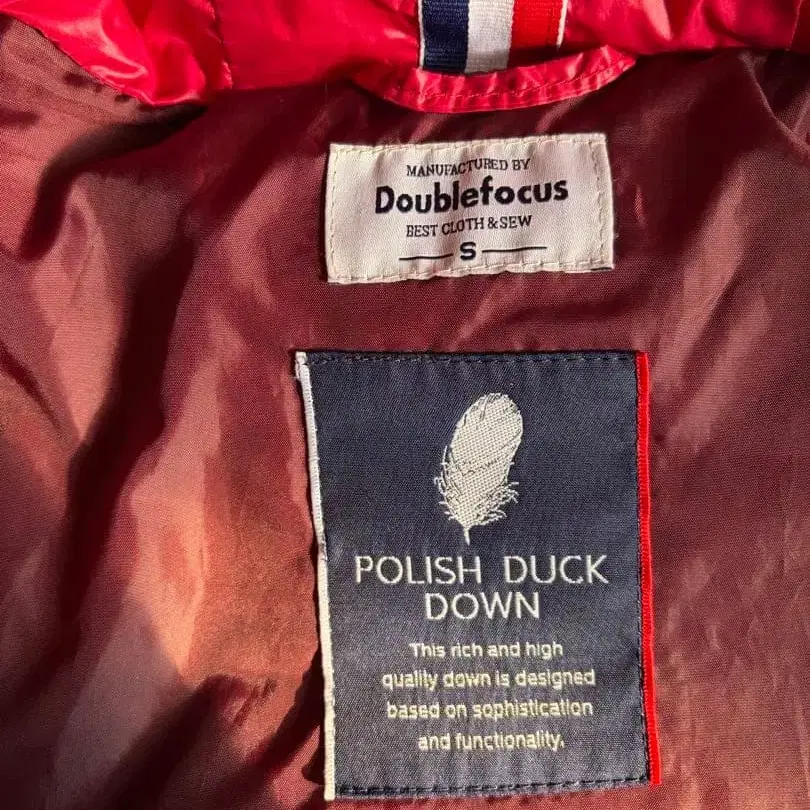 MANUFACTURED BY
Doublefocus
BEST CLOTH & SEW
S
POLISH DUCK
DOWN
This rich and high
quality down is designed
based on sophistication
and functionality.